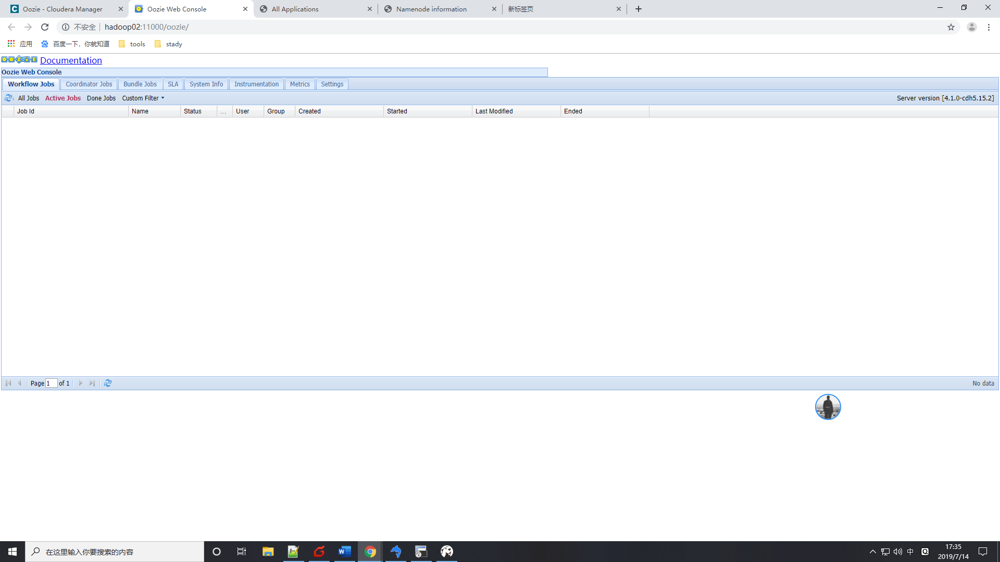 Oozie - Cloudera Manager
Oozie Web Console
All Applications
Namenode information
新标签页
不安全
hadoop02:11000/oozie/
应用
百度一下，你就知道
tools
stady
OOZIE
Documentation
Oozie Web Console
Workflow Jobs
Coordinator Jobs
Bundle Jobs
SLA
System Info
Instrumentation
Metrics
Settings
All Jobs
Active Jobs
Done Jobs
Custom Filter
Server version [4.1.0-cdh5.15.2]
Job Id
Name
Status
...
User
Group
Created
Started
Last Modified
Ended
Page 1 of 1
No data
在这里输入你要搜索的内容
中
17:35
2019/7/14